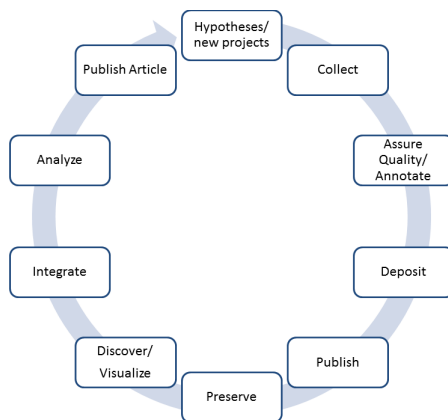 Hypotheses/
new projects
Collect
Assure
Quality/
Annotate
Deposit
Publish
Preserve
Discover/
Visualize
Integrate
Analyze
Publish Article